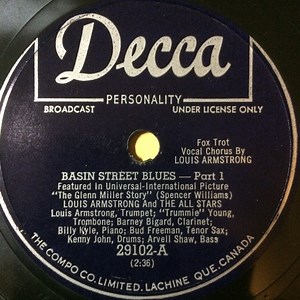 Decca
PERSONALITY
BROADCAST
UNDER LICENSE ONLY
Fox Trot
Vocal Chorus By
LOUIS ARMSTRONG
BASIN STREET BLUES — Part 1
Featured In Universal-International Picture
"The Glenn Miller Story" (Spencer Williams)
LOUIS ARMSTRONG And THE ALL STARS
Louis Armstrong, Trumpet; "Trummie" Young,
Trombone; Barney Bigard, Clarinet;
Billy Kyle, Piano; Bud Freeman, Tenor Sax;
Kenny John, Drums; Arvell Shaw, Bass
29102-A
(2:36)
THE COMPO CO. LIMITED. LACHINE QUE. CANADA